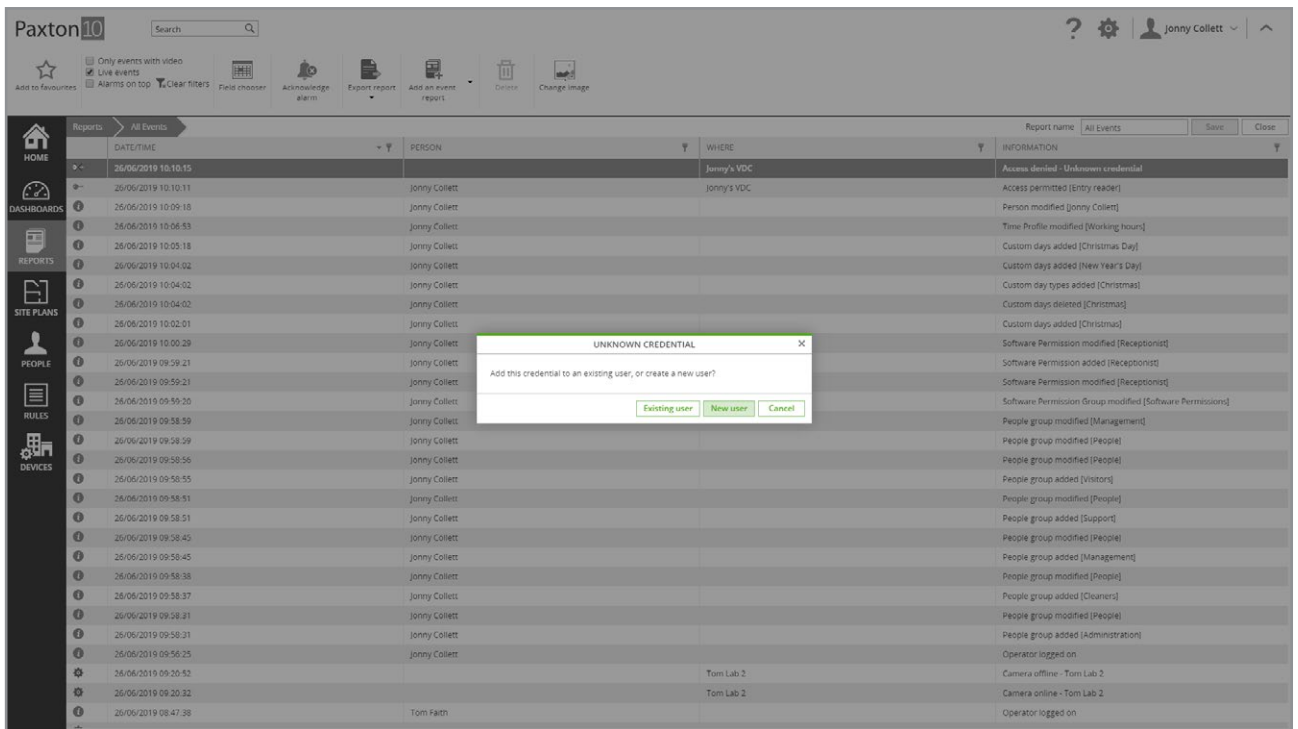 Paxton10 Search ? Jonny Collett
Only events with video
Live events
Alarms on top Clear filters
Add to favourites Field chooser Acknowledge alarm Export report Add an event report Delete Change image
Reports All Events Report name All Events Save Close
DATE/TIME PERSON WHERE INFORMATION
26/06/2019 10:10:15 Jonny's VDC Access denied - Unknown credential
26/06/2019 10:10:11 Jonny Collett Jonny's VDC Access permitted [Entry reader]
26/06/2019 10:09:18 Jonny Collett Person modified [Jonny Collett]
26/06/2019 10:06:53 Jonny Collett Time Profile modified [Working hours]
26/06/2019 10:05:18 Jonny Collett Custom days added [Christmas Day]
26/06/2019 10:04:02 Jonny Collett Custom days added [New Year's Day]
26/06/2019 10:04:02 Jonny Collett Custom day types added [Christmas]
26/06/2019 10:04:02 Jonny Collett Custom days deleted [Christmas]
26/06/2019 10:02:01 Jonny Collett Custom days added [Christmas]
26/06/2019 10:00:29 Jonny Collett Software Permission modified [Receptionist]
26/06/2019 09:59:21 Jonny Collett Software Permission added [Receptionist]
26/06/2019 09:59:21 Jonny Collett Software Permission modified [Receptionist]
26/06/2019 09:59:20 Jonny Collett Software Permission Group modified [Software Permissions]
26/06/2019 09:58:59 Jonny Collett People group modified [Management]
26/06/2019 09:58:59 Jonny Collett People group modified [People]
26/06/2019 09:58:56 Jonny Collett People group modified [People]
26/06/2019 09:58:55 Jonny Collett People group added [Visitors]
26/06/2019 09:58:51 Jonny Collett People group modified [People]
26/06/2019 09:58:51 Jonny Collett People group added [Support]
26/06/2019 09:58:45 Jonny Collett People group modified [People]
26/06/2019 09:58:45 Jonny Collett People group added [Management]
26/06/2019 09:58:38 Jonny Collett People group modified [People]
26/06/2019 09:58:37 Jonny Collett People group added [Cleaners]
26/06/2019 09:58:31 Jonny Collett People group modified [People]
26/06/2019 09:58:31 Jonny Collett People group added [Administration]
26/06/2019 09:56:25 Jonny Collett Operator logged on
26/06/2019 09:20:52 Tom Lab 2 Camera offline - Tom Lab 2
26/06/2019 09:20:32 Tom Lab 2 Camera online - Tom Lab 2
26/06/2019 08:47:38 Tom Faith Operator logged on
HOME
DASHBOARDS
REPORTS
SITE PLANS
PEOPLE
RULES
DEVICES
UNKNOWN CREDENTIAL
Add this credential to an existing user, or create a new user?
Existing user New user Cancel